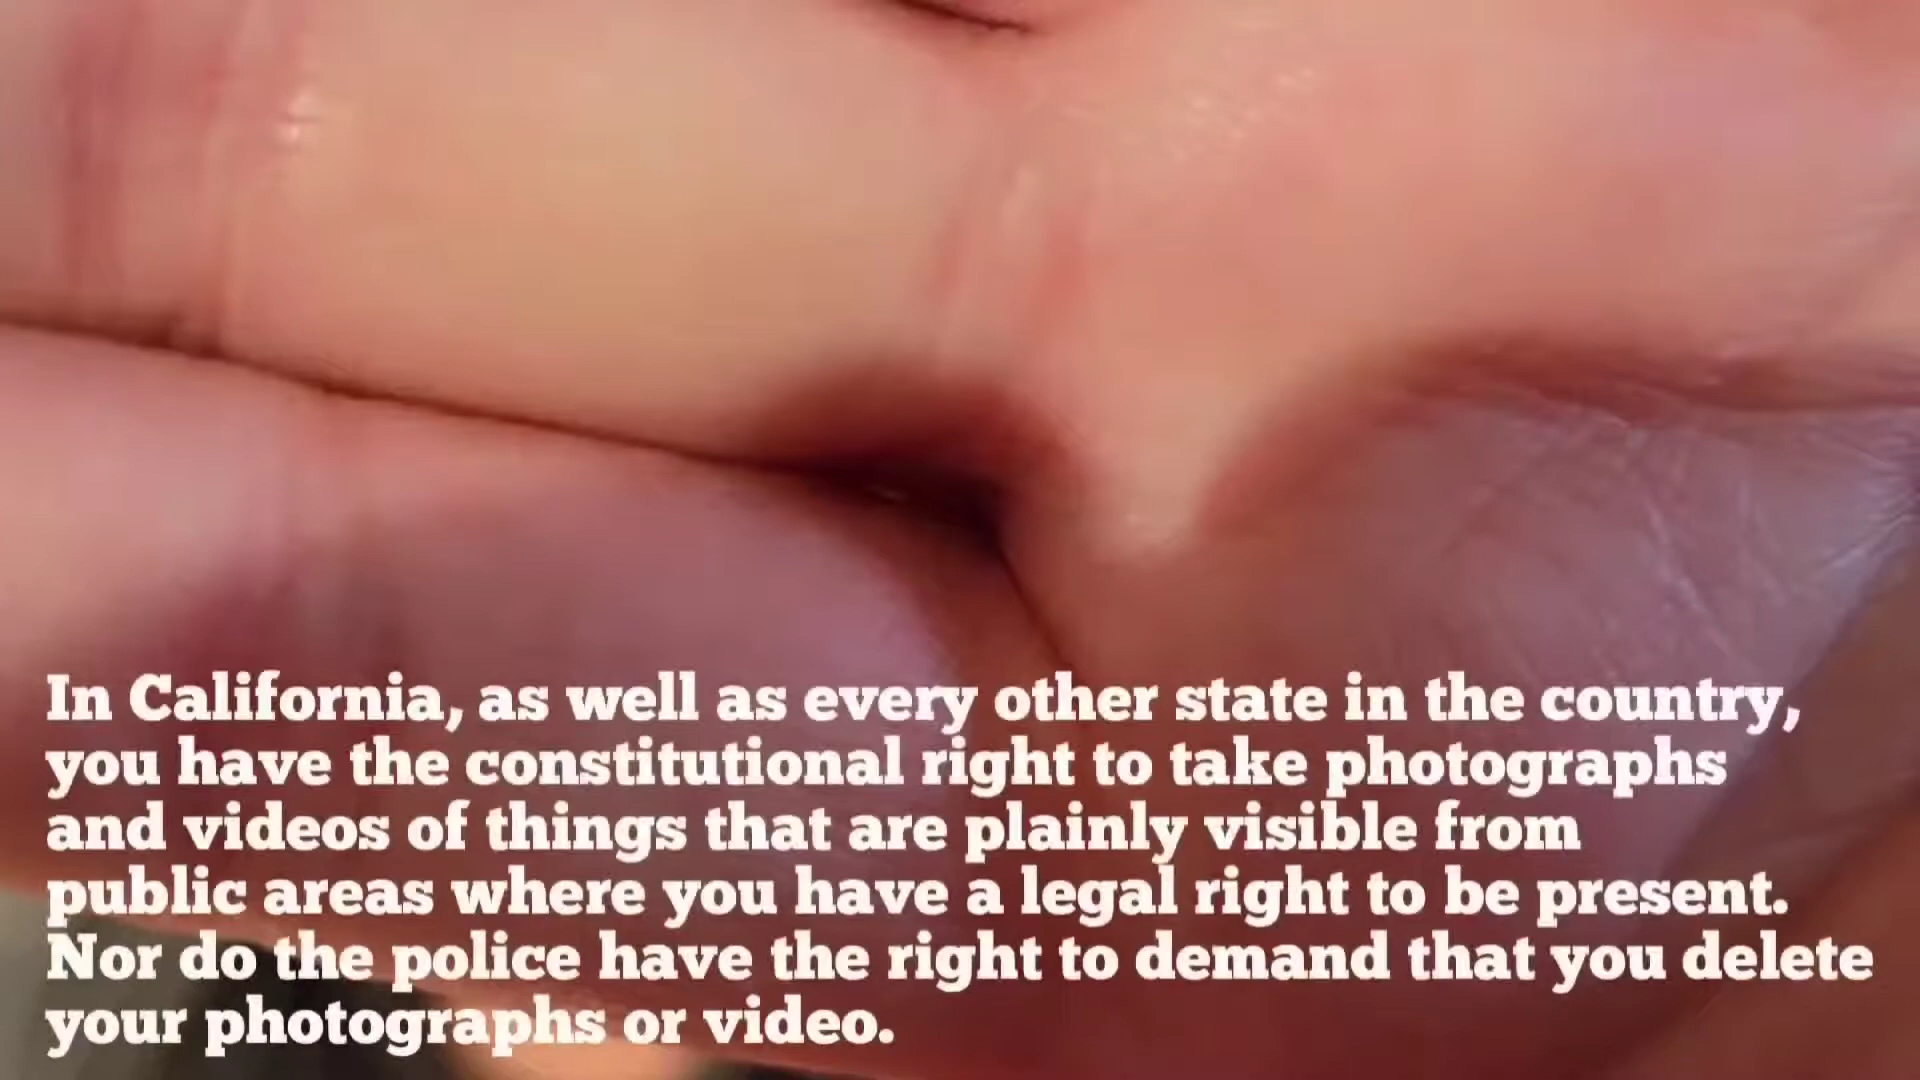 In California, as well as every other state in the country,
you have the constitutional right to take photographs
and videos of things that are plainly visible from
public areas where you have a legal right to be present.
Nor do the police have the right to demand that you delete
your photographs or video.